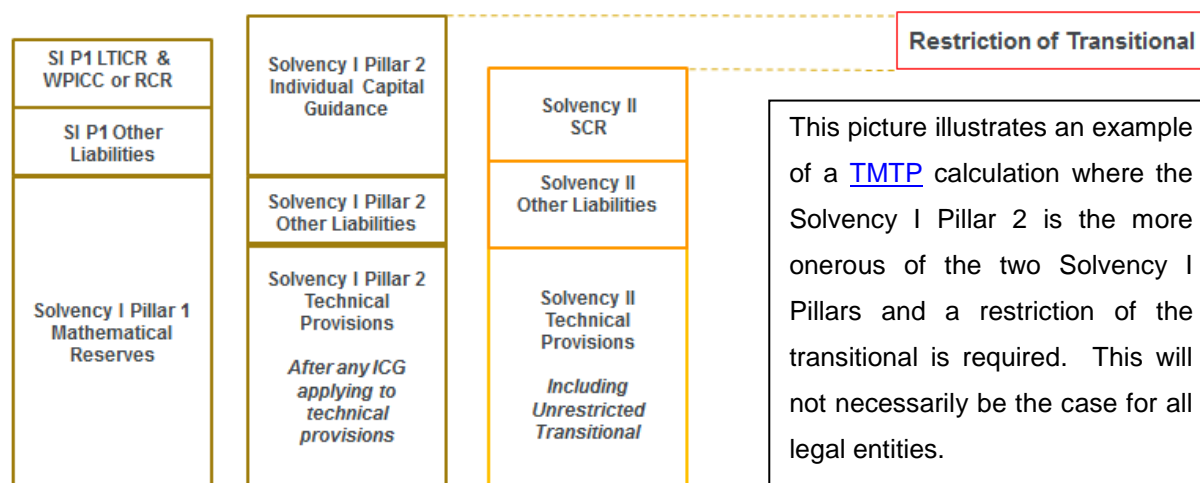 SI P1 LTICR &
WPICC or RCR
SI P1 Other
Liabilities
Solvency I Pillar 1
Mathematical
Reserves
Solvency I Pillar 2
Individual Capital
Guidance
Solvency I Pillar 2
Other Liabilities
Solvency I Pillar 2
Technical
Provisions
After any ICG
applying to
technical
provisions
Solvency II
SCR
Solvency II
Other Liabilities
Solvency II
Technical
Provisions
Including
Unrestricted
Transitional
Restriction of Transitional
This picture illustrates an example
of a TMTP calculation where the
Solvency I Pillar 2 is the more
onerous of the two Solvency I
Pillars and a restriction of the
transitional is required. This will
not necessarily be the case for all
legal entities.